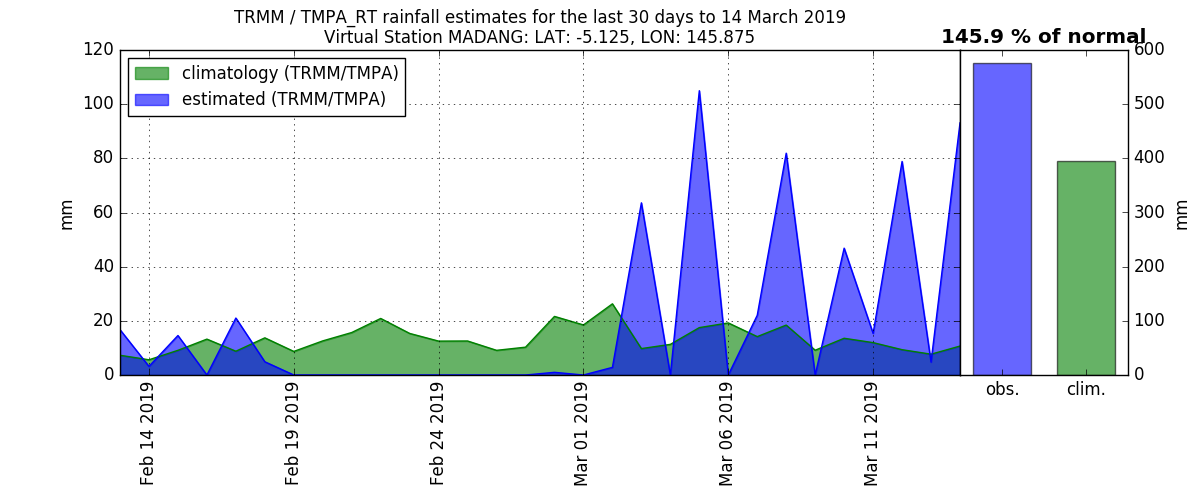 TRMM / TMPA_RT rainfall estimates for the last 30 days to 14 March 2019
Virtual Station MADANG: LAT: -5.125, LON: 145.875
145.9 % of normal
climatology (TRMM/TMPA)
estimated (TRMM/TMPA)
mm
120
100
80
60
40
20
0
Feb 14 2019
Feb 19 2019
Feb 24 2019
Mar 01 2019
Mar 06 2019
Mar 11 2019
obs.
clim.
600
500
400
300
200
100
0
mm